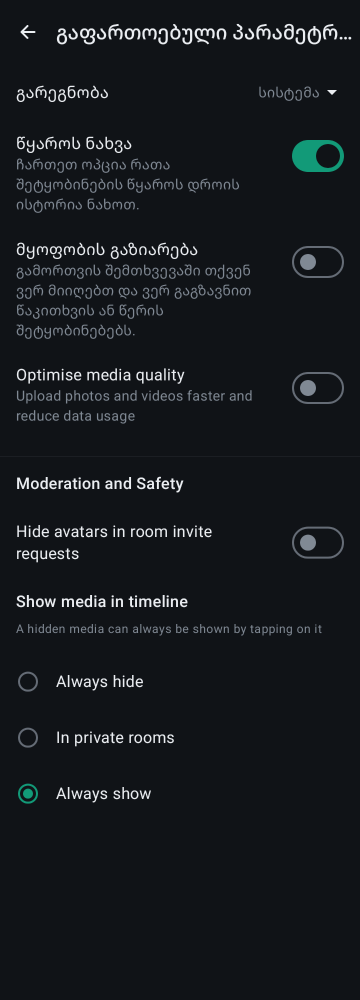 გაფართოებული პარამეტრ...
გარეგნობა
სისტემა
წყაროს ნახვა
ჩართეთ ოპცია რათა
შეტყობინების წყაროს დროის
ისტორია ნახოთ.
მყოფობის გაზიარება
გამორთვის შემთხვევაში თქვენ
ვერ მიიღებთ და ვერ გაგზავნით
წაკითხვის ან წერის
შეტყობინებებს.
Optimise media quality
Upload photos and videos faster and
reduce data usage
Moderation and Safety
Hide avatars in room invite
requests
Show media in timeline
A hidden media can always be shown by tapping on it
Always hide
In private rooms
Always show